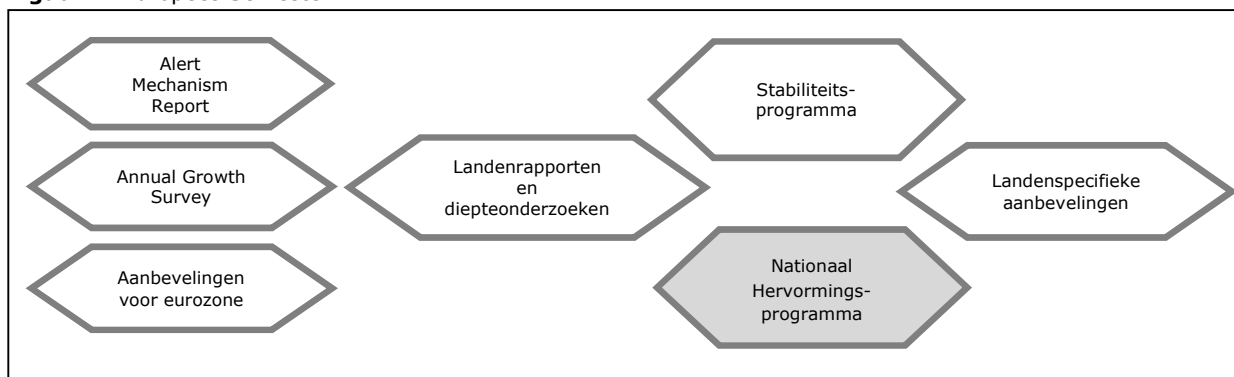 Alert
Mechanism
Report
Annual Growth
Survey
Aanbevelingen
voor eurozone
Landenrapporten
en
diepteonderzoeken
Stabiliteits-
programma
Nationaal
Hervormings-
programma
Landenspecifieke
aanbevelingen